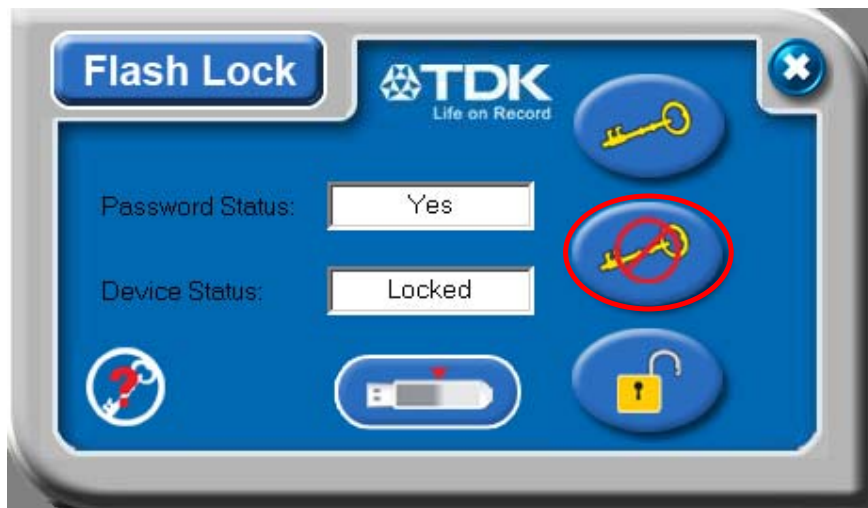 Flash Lock
TDK
Life on Record
Password Status:
Yes
Device Status:
Locked
?